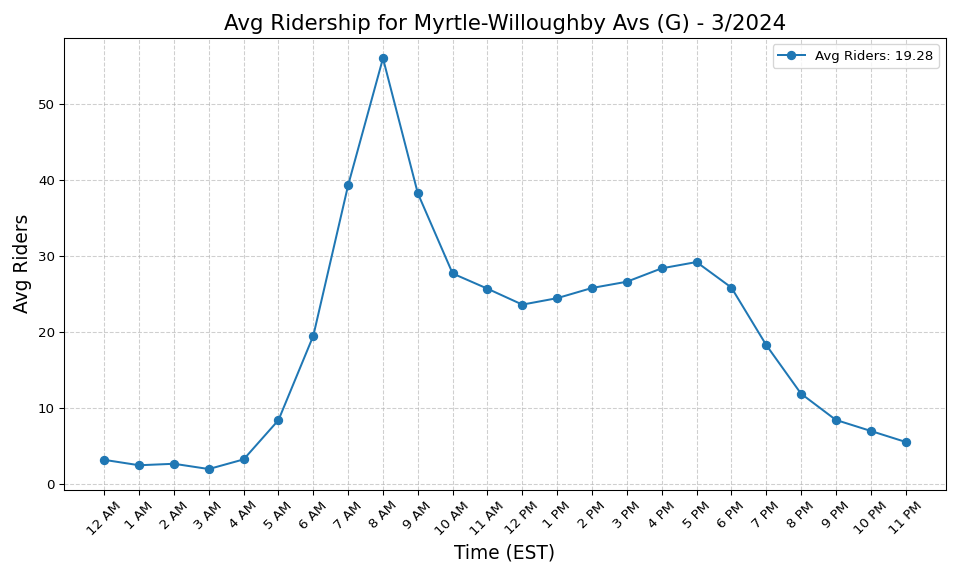 Avg Ridership for Myrtle-Willoughby Avs (G) - 3/2024
Avg Riders: 19.28
Avg Riders
50
40
30
20
10
0
12 AM
1 AM
2 AM
3 AM
4 AM
5 AM
6 AM
7 AM
8 AM
9 AM
10 AM
11 AM
12 PM
1 PM
2 PM
3 PM
4 PM
5 PM
6 PM
7 PM
8 PM
9 PM
10 PM
11 PM
Time (EST)